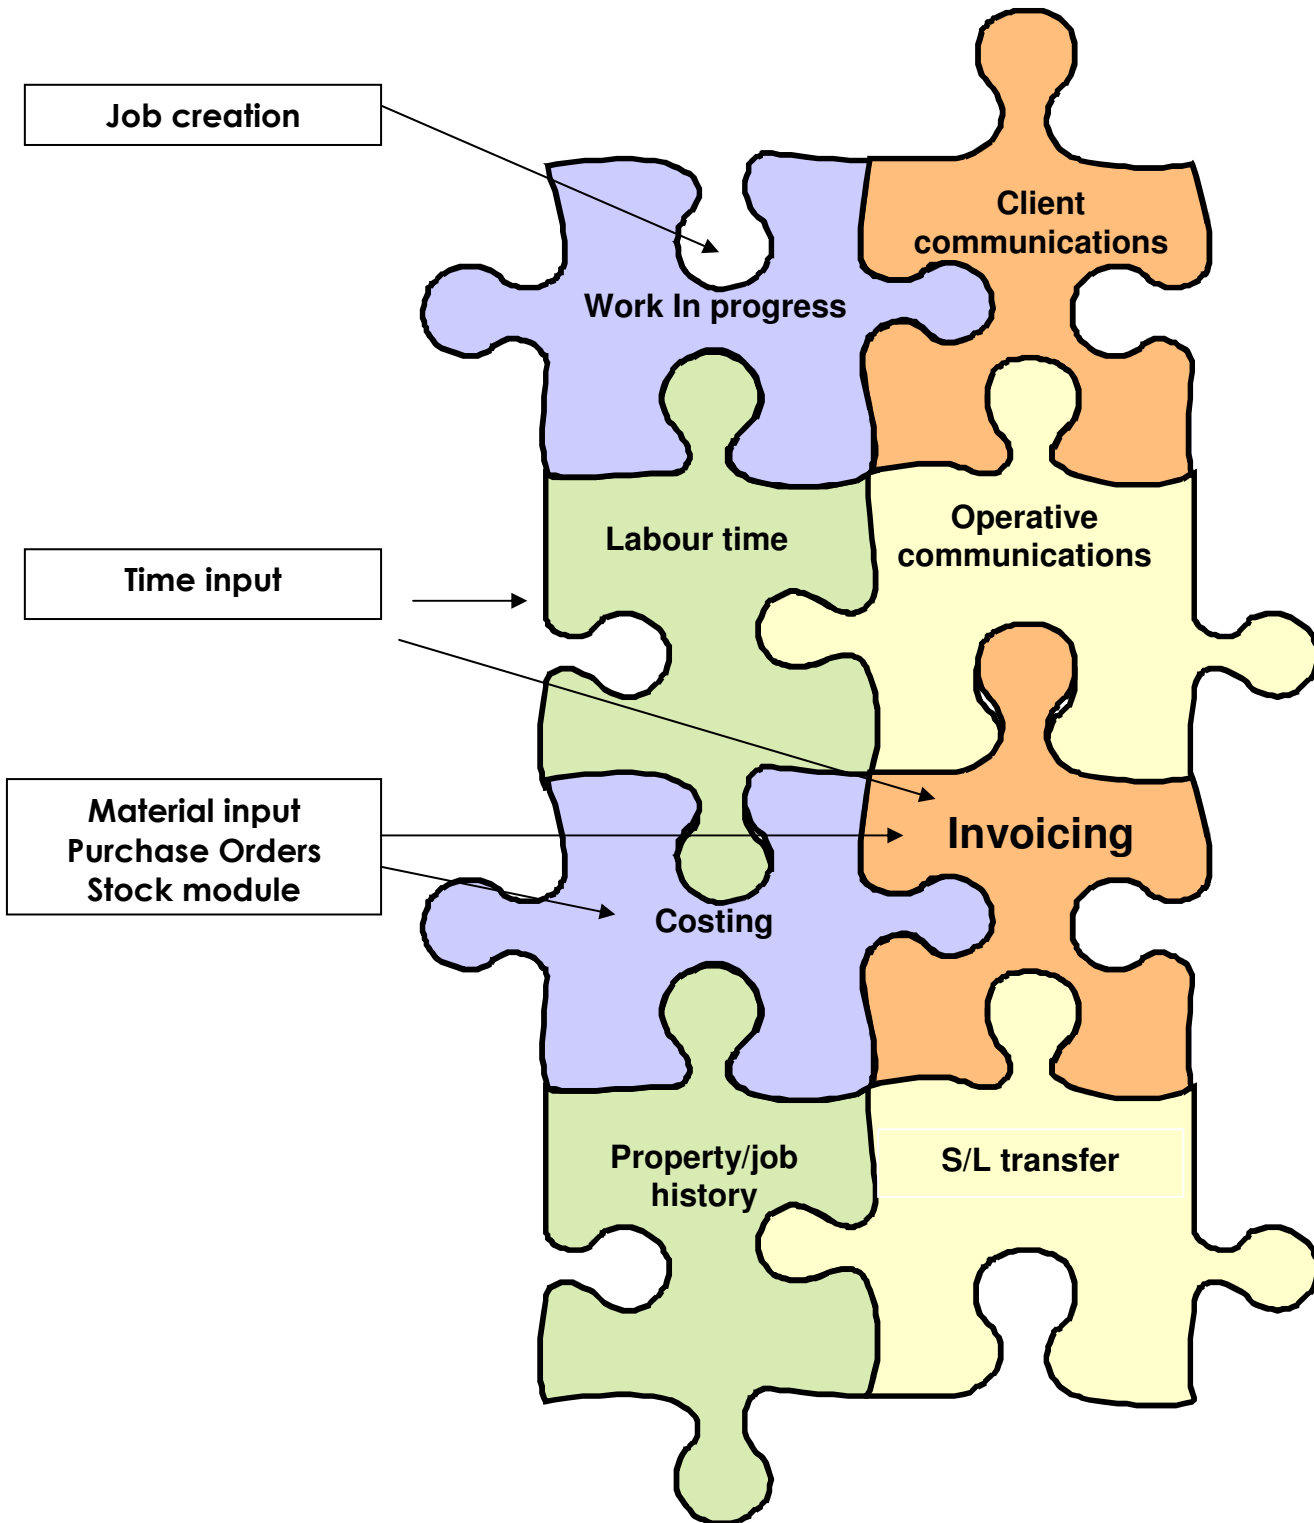 Job creation
Client
communications
Work In progress
Labour time
Operative
communications
Time input
Material input
Purchase Orders
Stock module
Invoicing
Costing
Property/job
history
S/L transfer